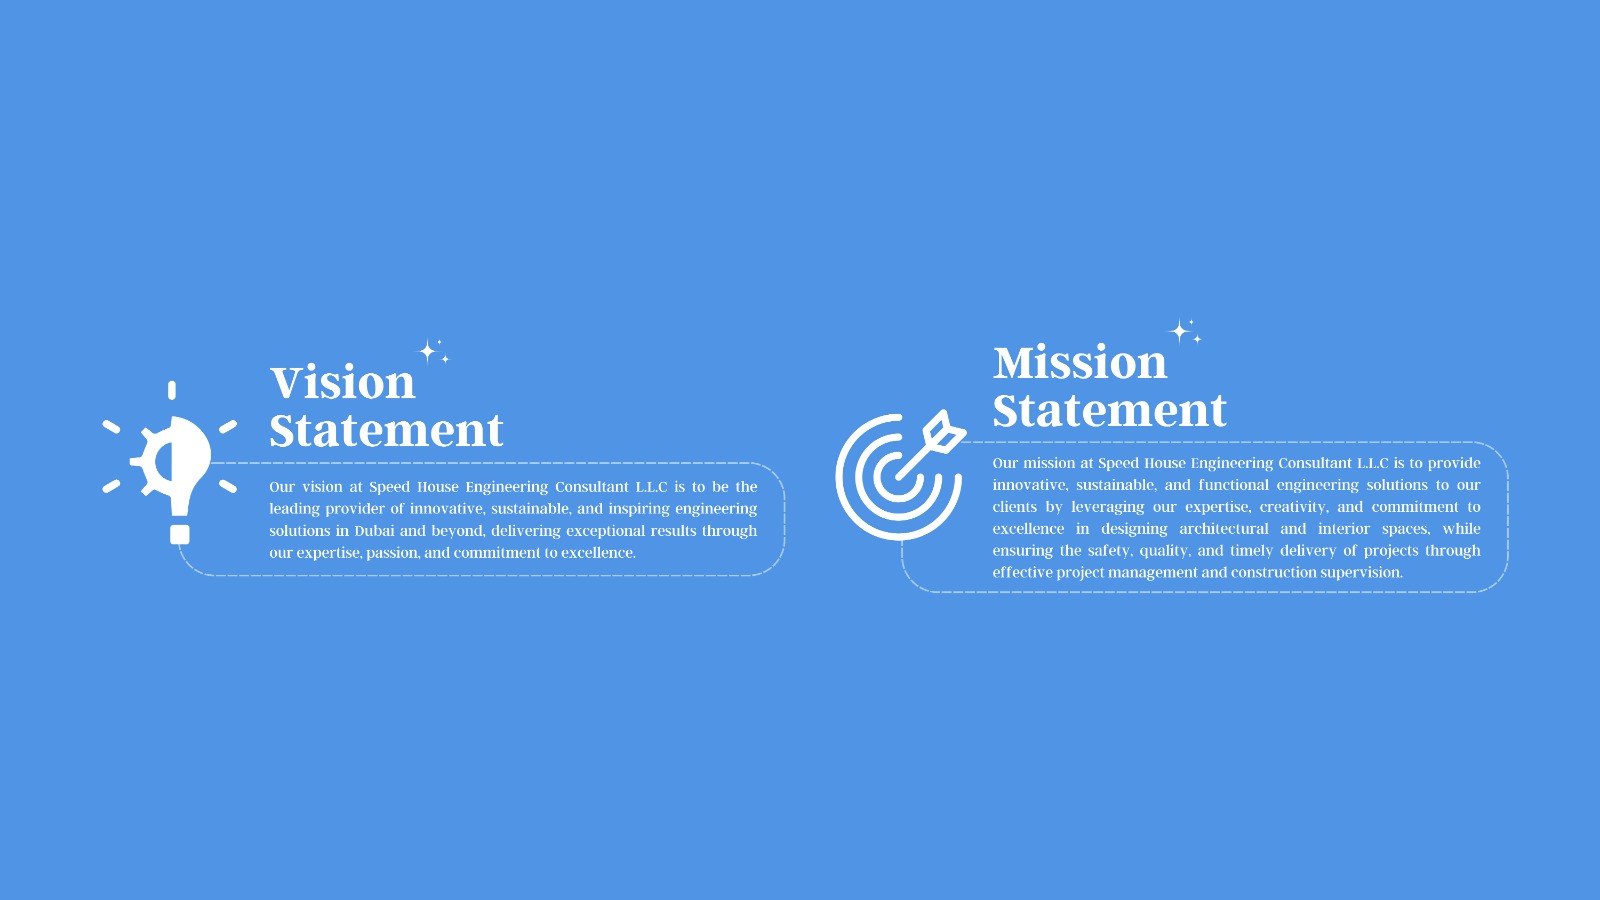 Vision
Statement
Our vision at Speed House Engineering Consultant L.L.C is to be the
leading provider of innovative, sustainable, and inspiring engineering
solutions in Dubai and beyond, delivering exceptional results through
our expertise, passion, and commitment to excellence.
Mission
Statement
Our mission at Speed House Engineering Consultant L.L.C is to provide
innovative, sustainable, and functional engineering solutions to our
clients by leveraging our expertise, creativity, and commitment to
excellence in designing architectural and interior spaces, while
ensuring the safety, quality, and timely delivery of projects through
effective project management and construction supervision.